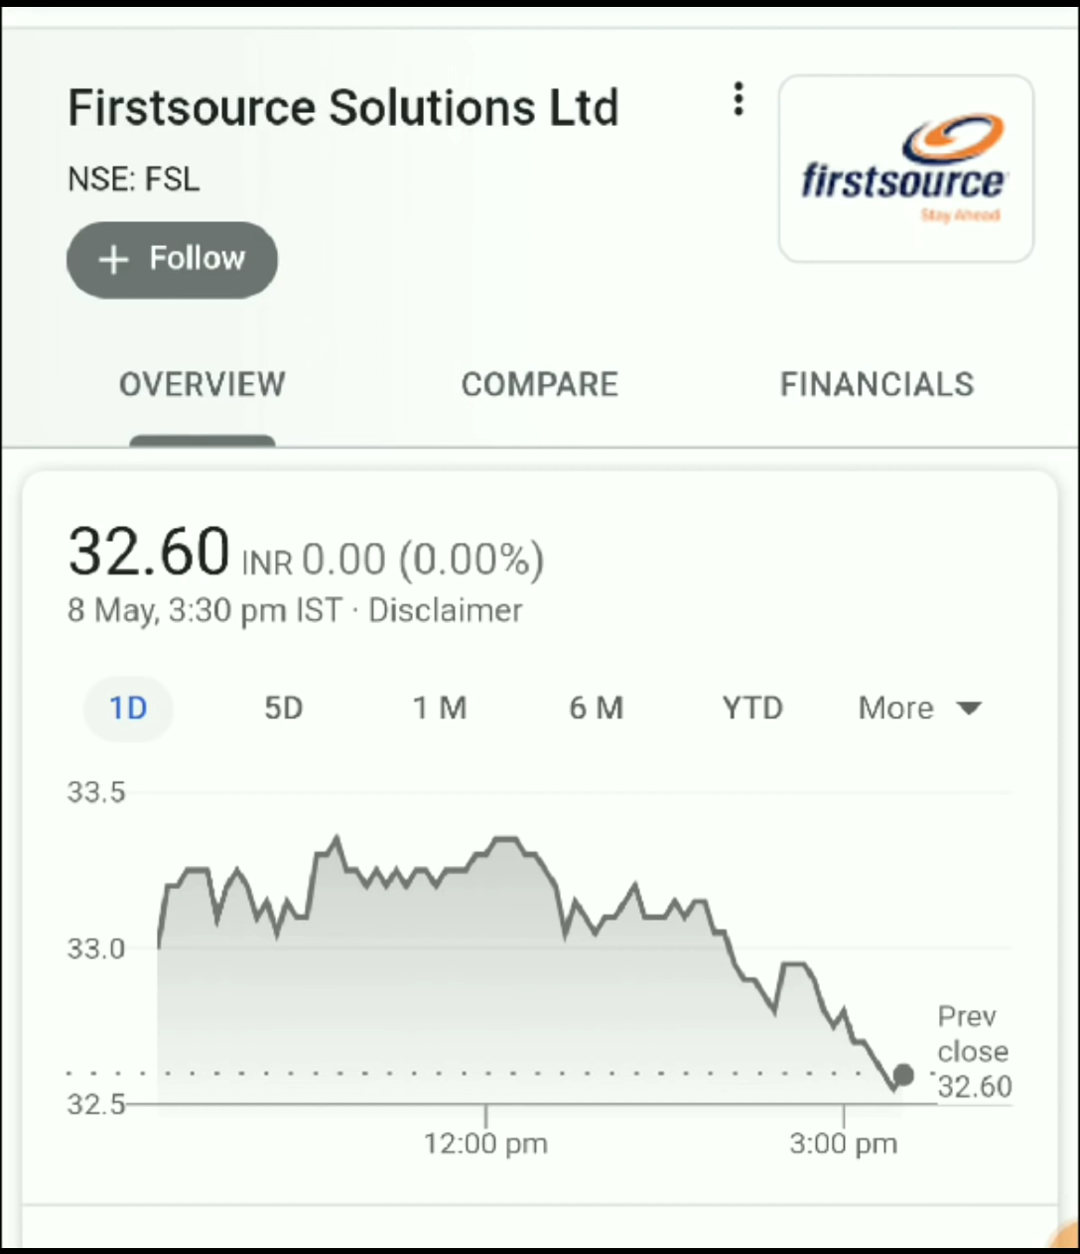 Firstsource Solutions Ltd
NSE: FSL
+ Follow
firstsource
Stay Ahead
OVERVIEW COMPARE FINANCIALS
32.60 INR 0.00 (0.00%)
8 May, 3:30 pm IST · Disclaimer
1D 5D 1 M 6 M YTD More
33.5
33.0
Prev
close
32.60
32.5
12:00 pm 3:00 pm